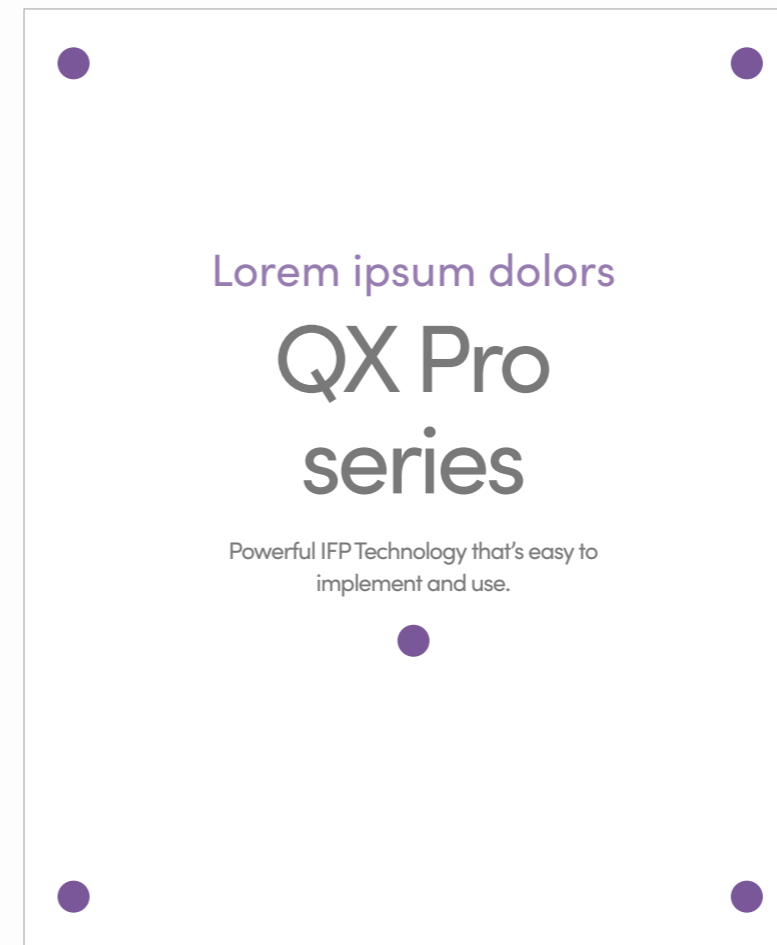 Lorem ipsum dolors
QX Pro
series
Powerful IFP Technology that’s easy to
implement and use.